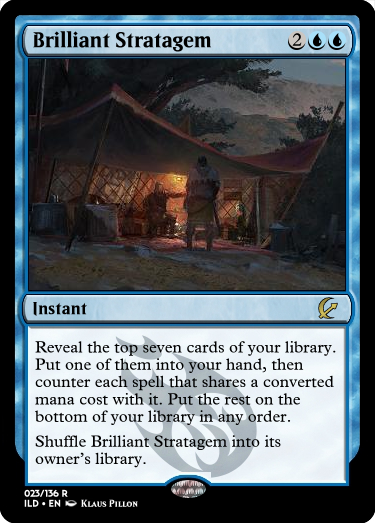 Brilliant Stratagem 2
Instant
Reveal the top seven cards of your library.
Put one of them into your hand, then
counter each spell that shares a converted
mana cost with it. Put the rest on the
bottom of your library in any order.
Shuffle Brilliant Stratagem into its
owner's library.
023/136 R
ILD • EN Klaus Pillon